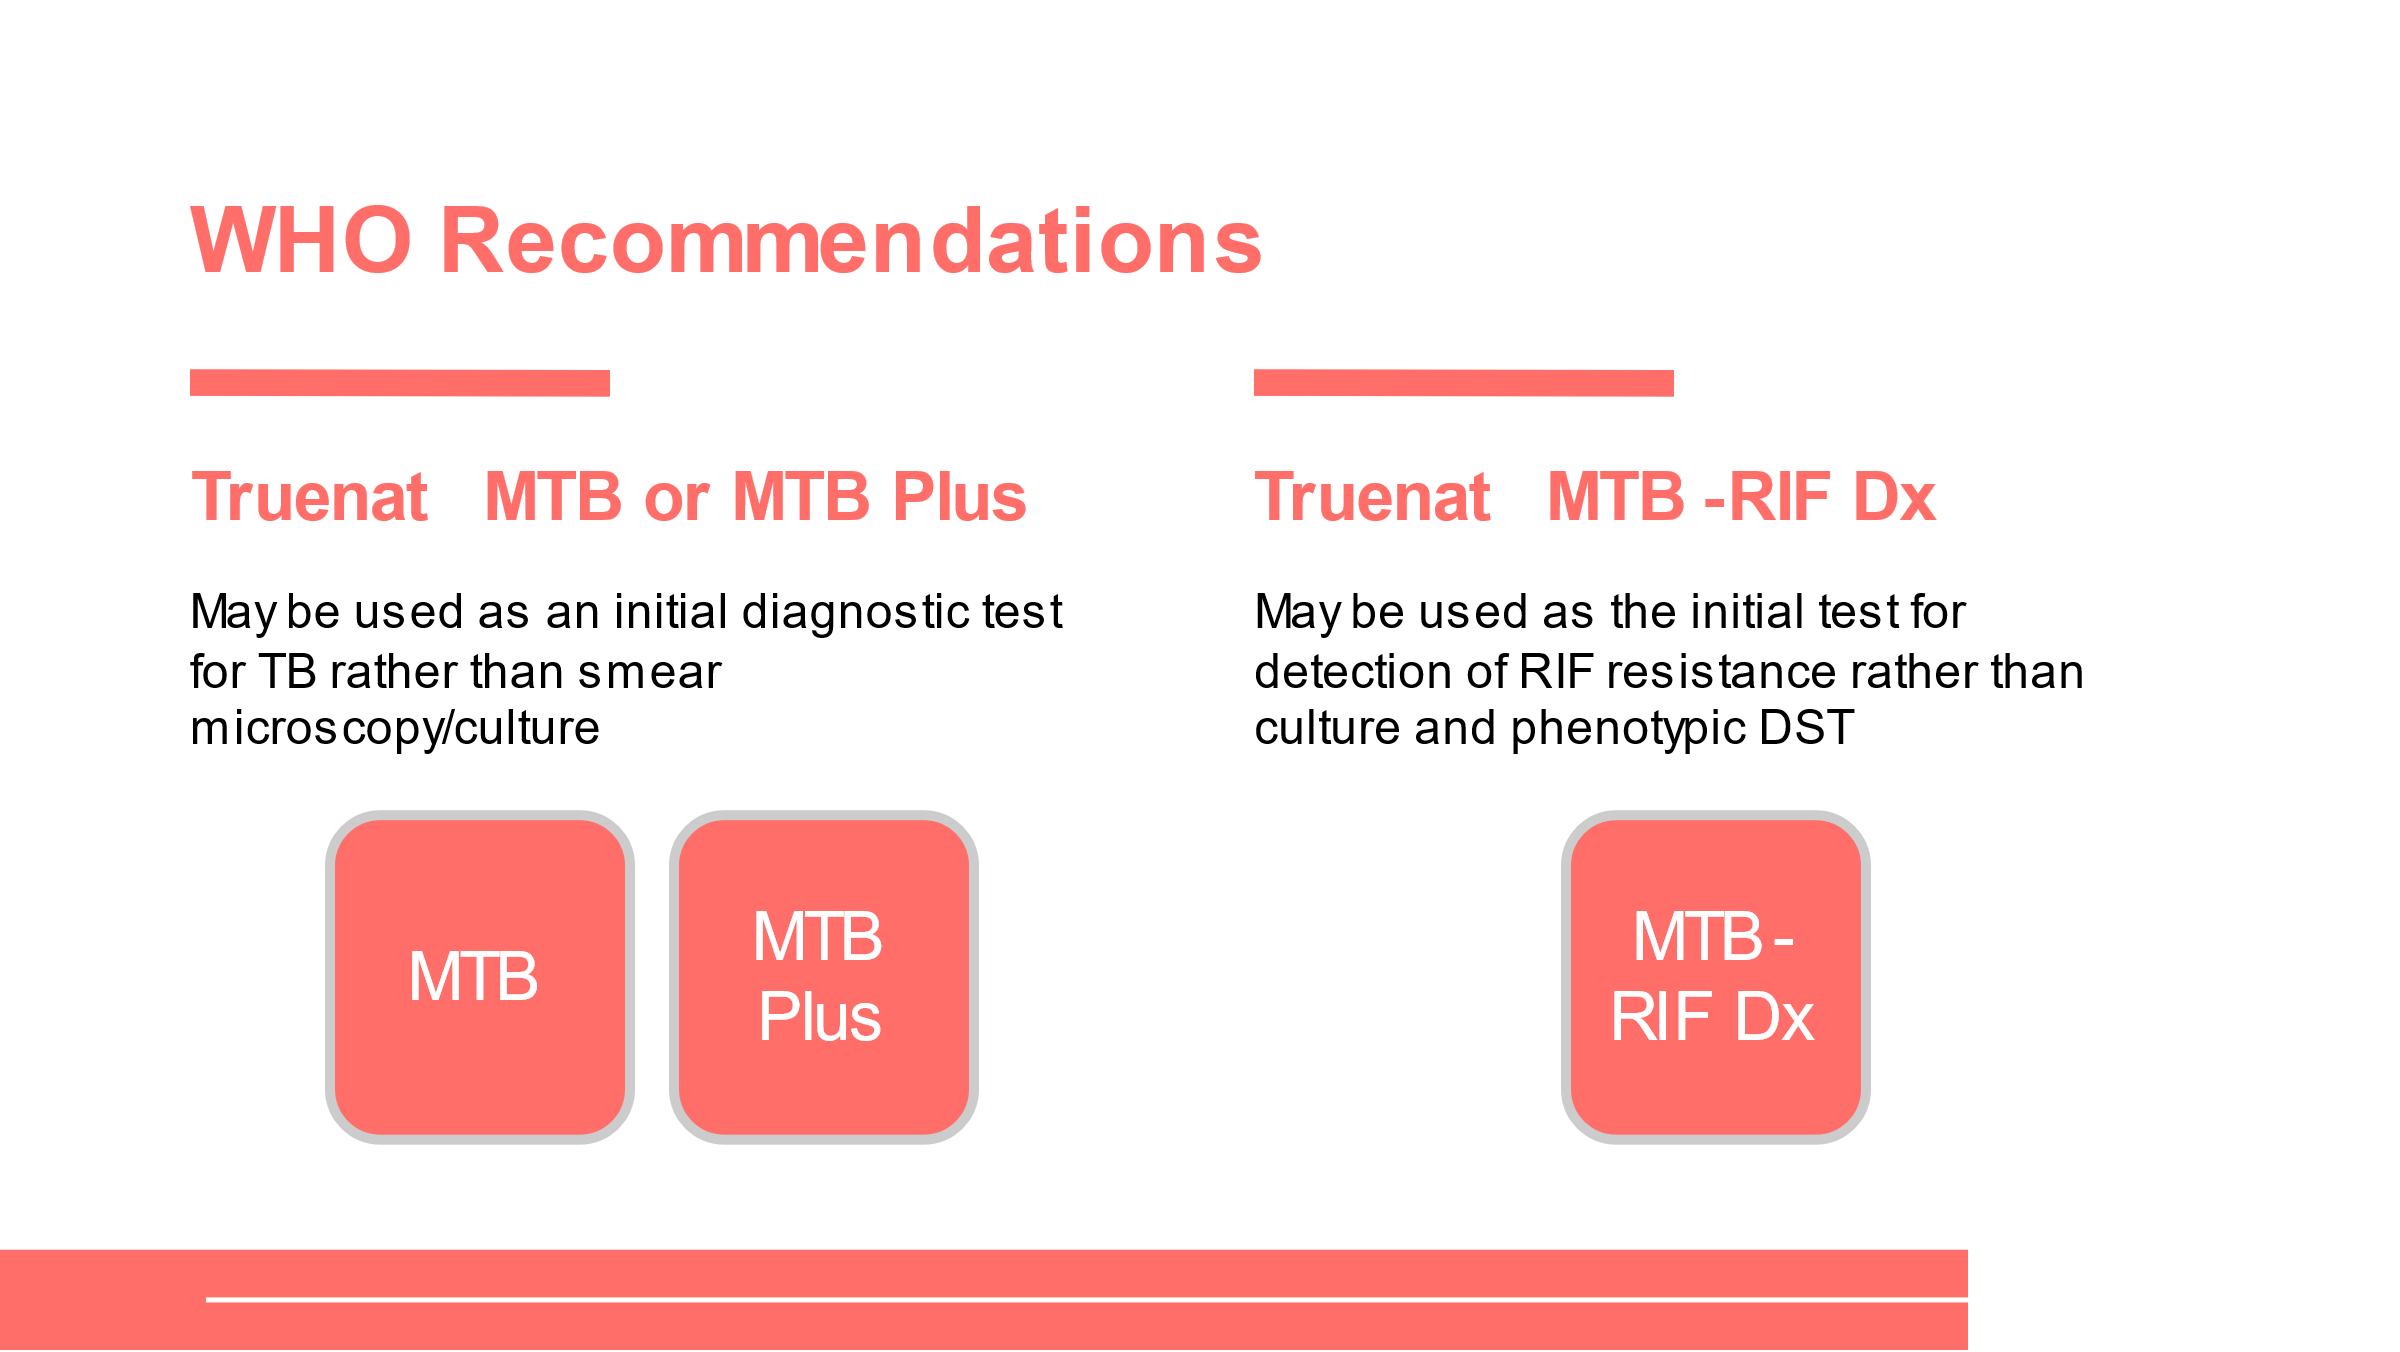 WHO Recommendations
Truenat MTB or MTB Plus
May be used as an initial diagnostic test
for TB rather than smear
microscopy/culture
MTB
MTB
Plus
Truenat MTB -RIF Dx
May be used as the initial test for
detection of RIF resistance rather than
culture and phenotypic DST
MTB-
RIF Dx